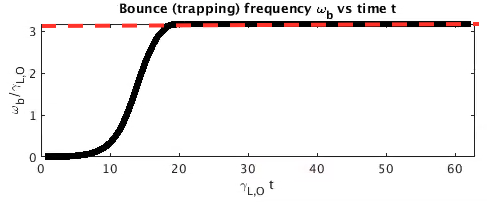 Bounce (trapping) frequency ω_b vs time t
ω_b/γ_L,O
3
2
1
0
0 10 20 30 40 50 60
γ_L,O t